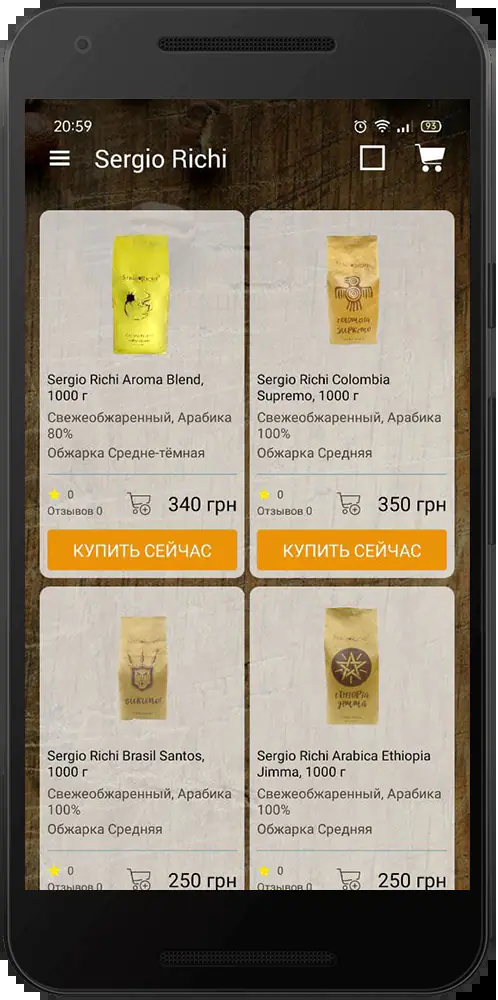 20:59
93
Sergio Richi
COLOMBIA
SUPREMO
Sergio Richi Aroma Blend,
1000 г
Свежеобжаренный, Арабика
80%
Обжарка Средне-тёмная
0
Отзывов 0
340 грн
КУПИТЬ СЕЙЧАС
Sergio Richi Colombia
Supremo, 1000 г
Свежеобжаренный, Арабика
100%
Обжарка Средняя
0
Отзывов 0
350 грн
КУПИТЬ СЕЙЧАС
ETHIOPIA
JIMMA
Sergio Richi Brasil Santos,
1000 г
Свежеобжаренный, Арабика
100%
Обжарка Средняя
0
Отзывов 0
250 грн
Sergio Richi Arabica Ethiopia
Jimma, 1000 г
Свежеобжаренный, Арабика
100%
Обжарка Средняя
0
Отзывов 0
250 грн